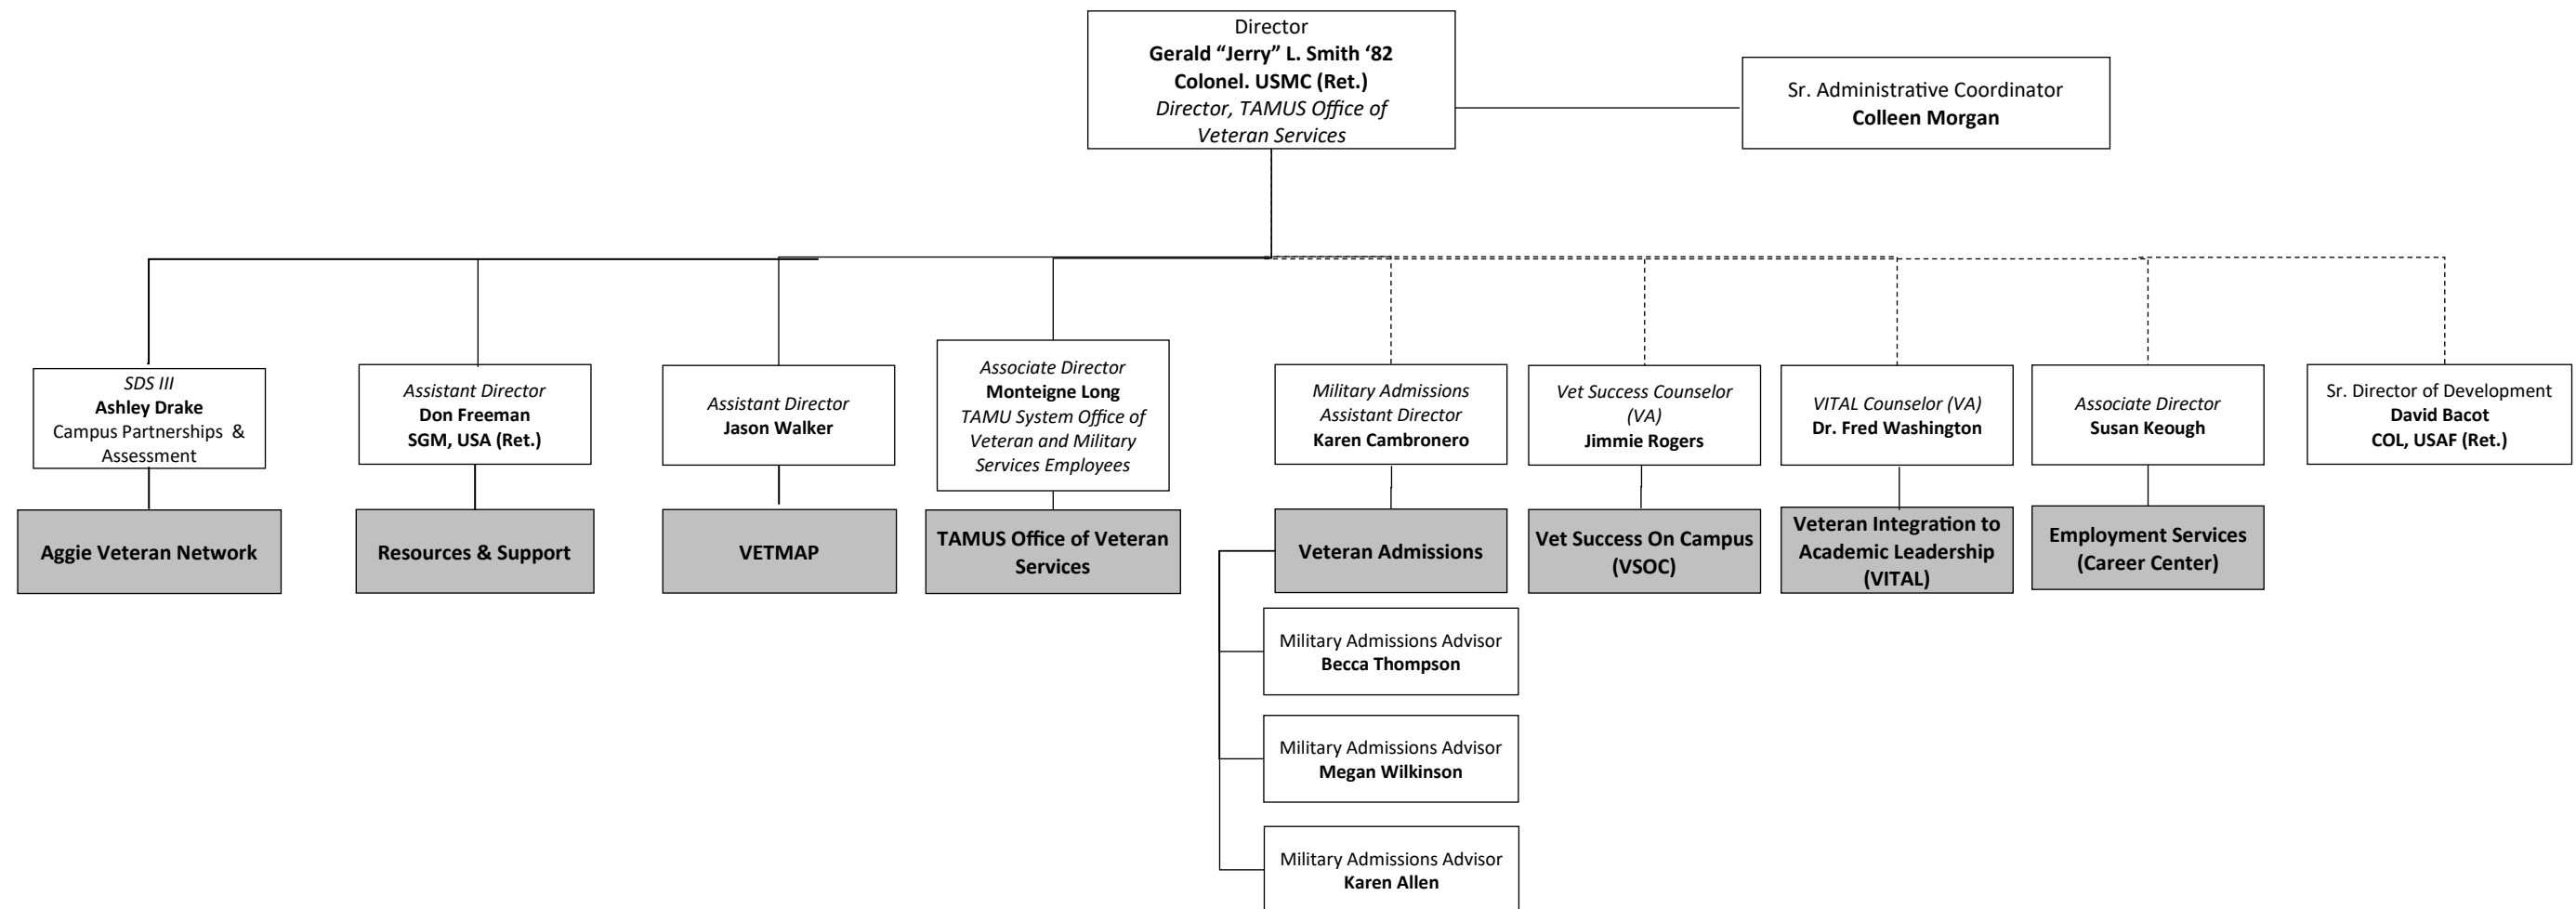 Director
Gerald “Jerry” L. Smith ‘82
Colonel. USMC (Ret.)
Director, TAMUS Office of
Veteran Services
Sr. Administrative Coordinator
Colleen Morgan
SDS III
Ashley Drake
Campus Partnerships &
Assessment
Aggie Veteran Network
Assistant Director
Don Freeman
SGM, USA (Ret.)
Resources & Support
Assistant Director
Jason Walker
VETMAP
Associate Director
Monteigne Long
TAMU System Office of
Veteran and Military
Services Employees
TAMUS Office of Veteran
Services
Military Admissions
Assistant Director
Karen Cambronero
Veteran Admissions
Military Admissions Advisor
Becca Thompson
Military Admissions Advisor
Megan Wilkinson
Military Admissions Advisor
Karen Allen
Vet Success Counselor
(VA)
Jimmie Rogers
Vet Success On Campus
(VSOC)
VITAL Counselor (VA)
Dr. Fred Washington
Veteran Integration to
Academic Leadership
(VITAL)
Associate Director
Susan Keough
Employment Services
(Career Center)
Sr. Director of Development
David Bacot
COL, USAF (Ret.)